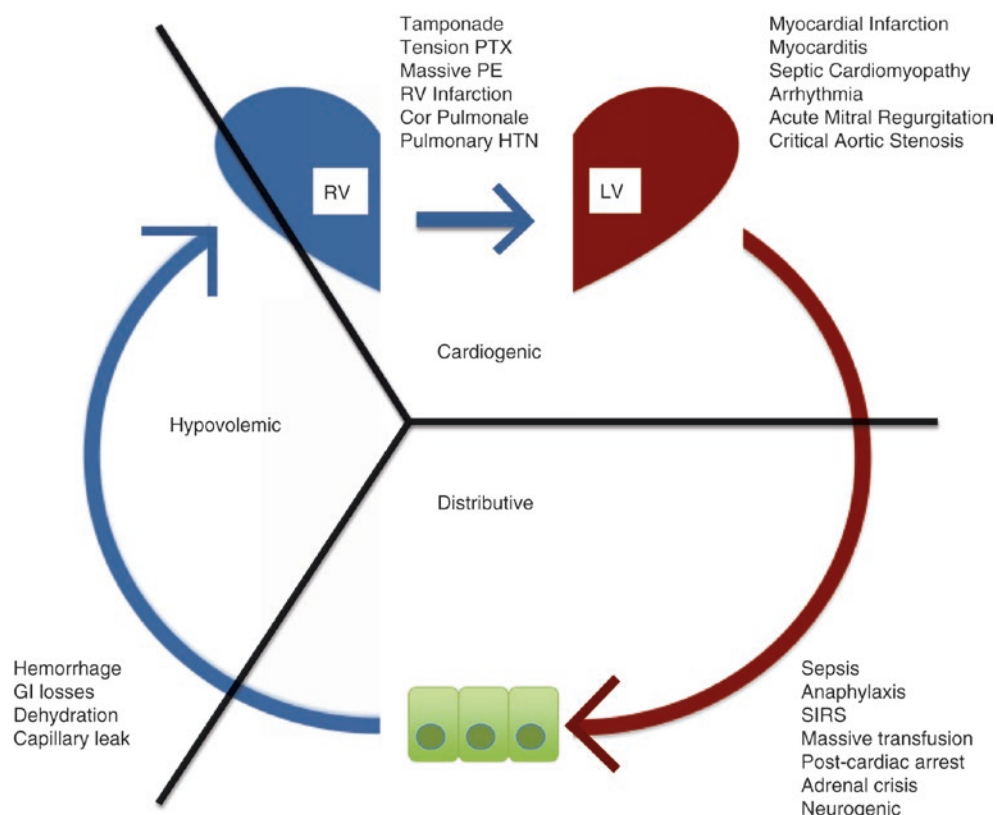 Tamponade
Tension PTX
Massive PE
RV Infarction
Cor Pulmonale
Pulmonary HTN
Myocardial Infarction
Myocarditis
Septic Cardiomyopathy
Arrhythmia
Acute Mitral Regurgitation
Critical Aortic Stenosis
RV
LV
Cardiogenic
Hypovolemic
Distributive
Hemorrhage
GI losses
Dehydration
Capillary leak
Sepsis
Anaphylaxis
SIRS
Massive transfusion
Post-cardiac arrest
Adrenal crisis
Neurogenic